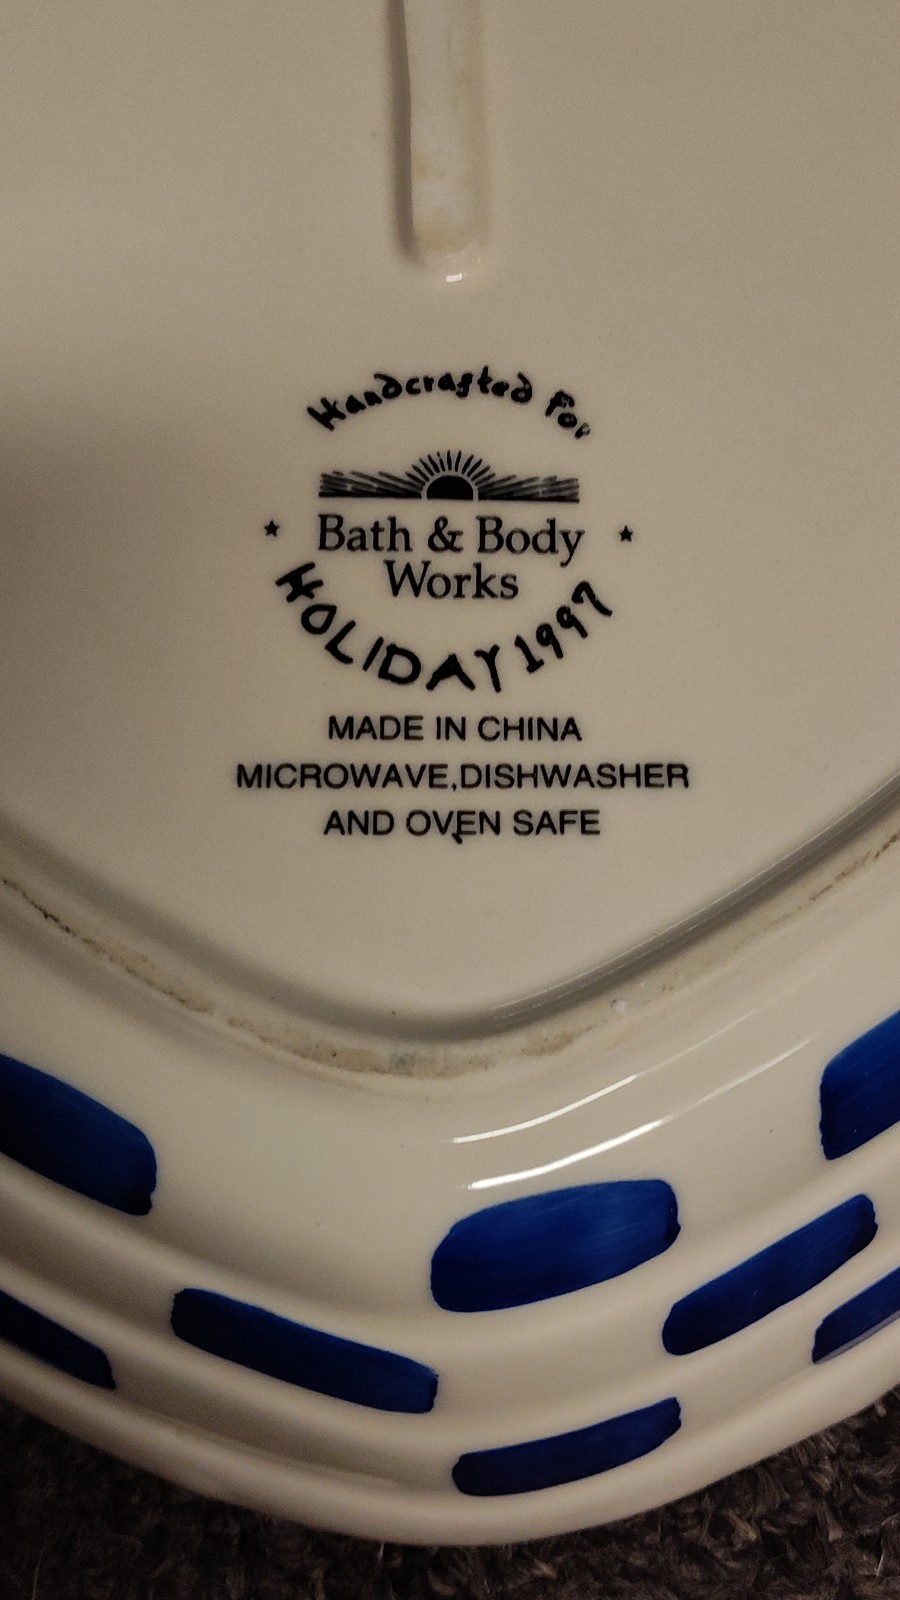 Handcrafted For
Bath & Body
Works
HOLIDAY 1997
MADE IN CHINA
MICROWAVE,DISHWASHER
AND OVEN SAFE